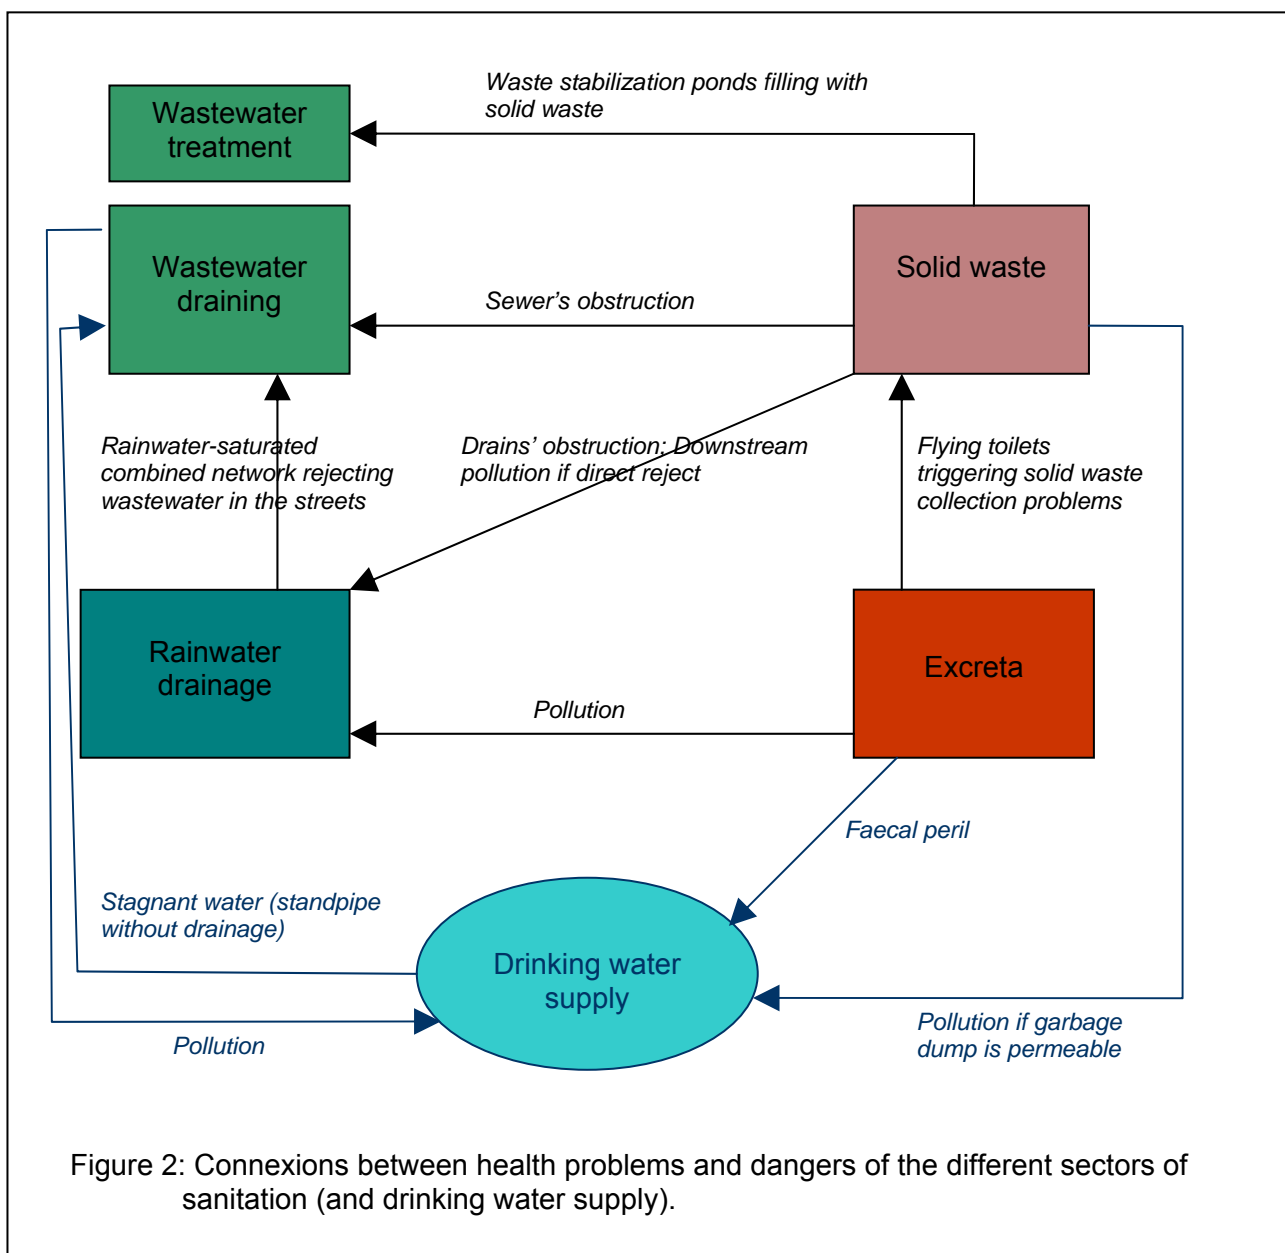 Waste stabilization ponds filling with
solid waste
Wastewater
treatment
Wastewater
draining
Solid waste
Sewer’s obstruction
Rainwater-saturated
combined network rejecting
wastewater in the streets
Drains’ obstruction; Downstream
pollution if direct reject
Flying toilets
triggering solid waste
collection problems
Rainwater
drainage
Excreta
Pollution
Faecal peril
Stagnant water (standpipe
without drainage)
Drinking water
supply
Pollution
Pollution if garbage
dump is permeable
Figure 2: Connexions between health problems and dangers of the different sectors of
sanitation (and drinking water supply).